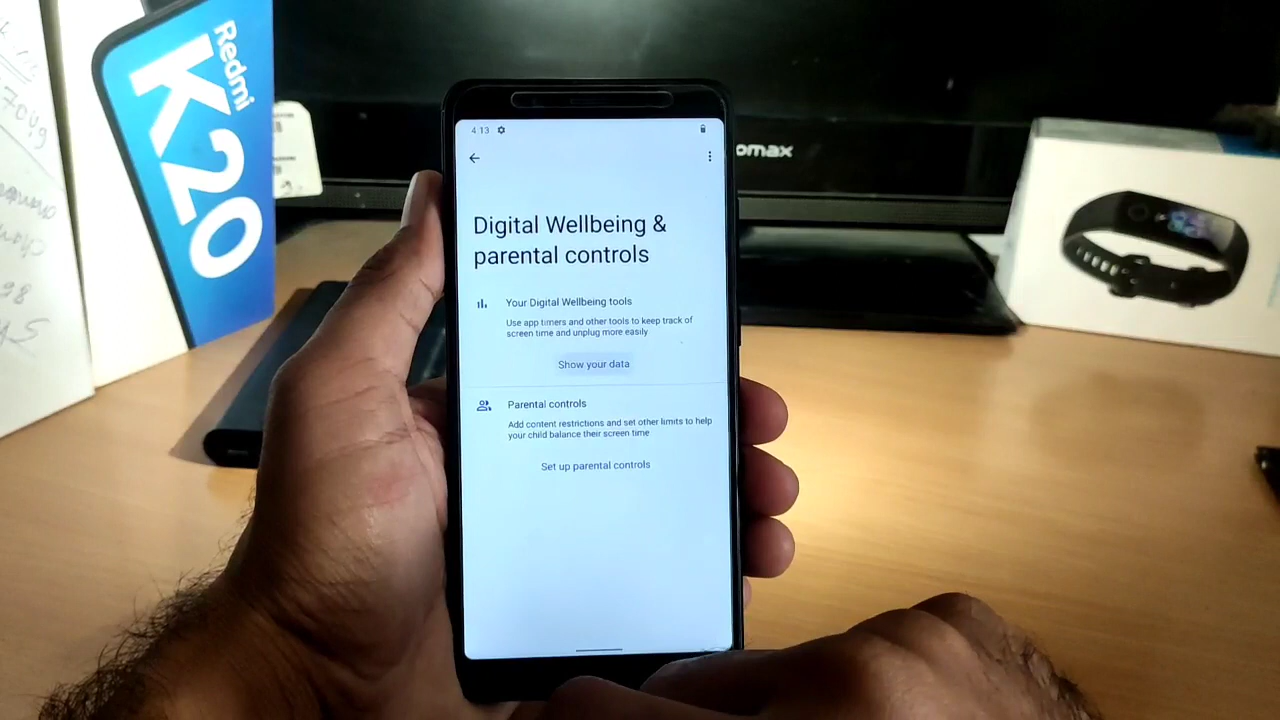 Redmi
K20
omax
4:13
Digital Wellbeing &
parental controls
Your Digital Wellbeing tools
Use app timers and other tools to keep track of
screen time and unplug more easily
Show your data
Parental controls
Add content restrictions and set other limits to help
your child balance their screen time
Set up parental controls